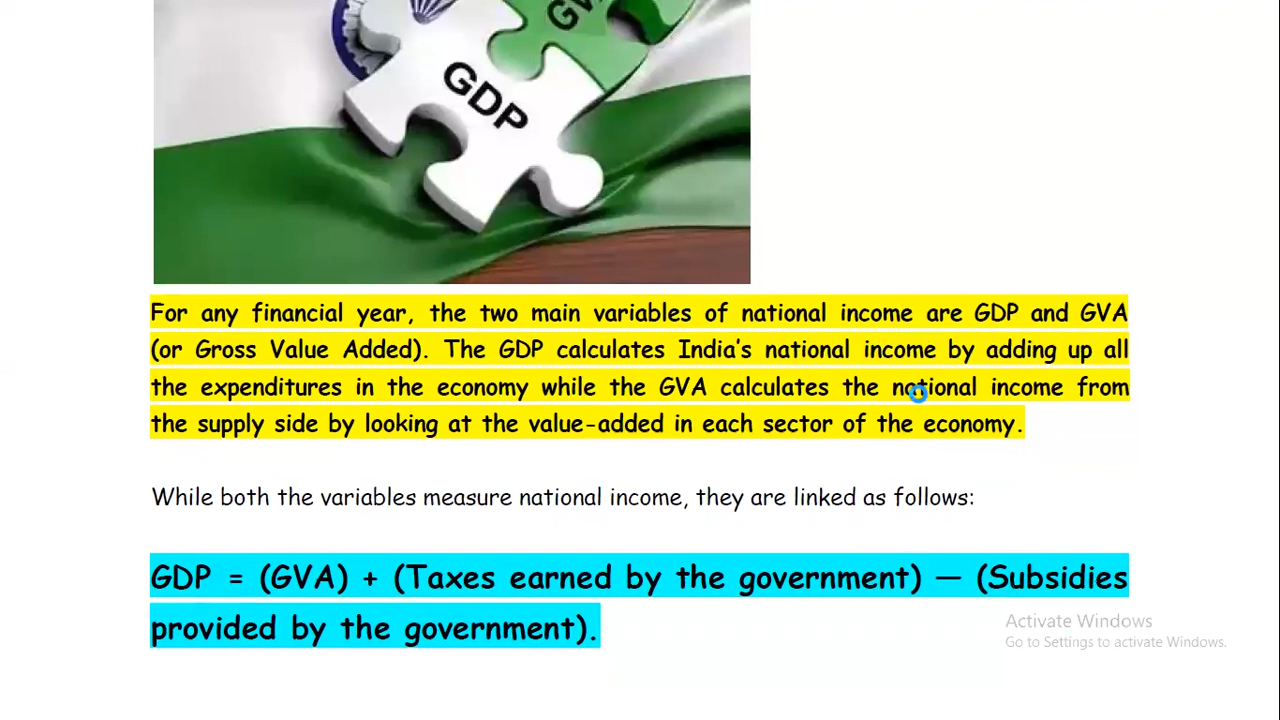 GV
GDP
For any financial year, the two main variables of national income are GDP and GVA
(or Gross Value Added). The GDP calculates India's national income by adding up all
the expenditures in the economy while the GVA calculates the national income from
the supply side by looking at the value-added in each sector of the economy.
While both the variables measure national income, they are linked as follows:
GDP = (GVA) + (Taxes earned by the government) — (Subsidies
provided by the government).
Activate Windows
Go to Settings to activate Windows.